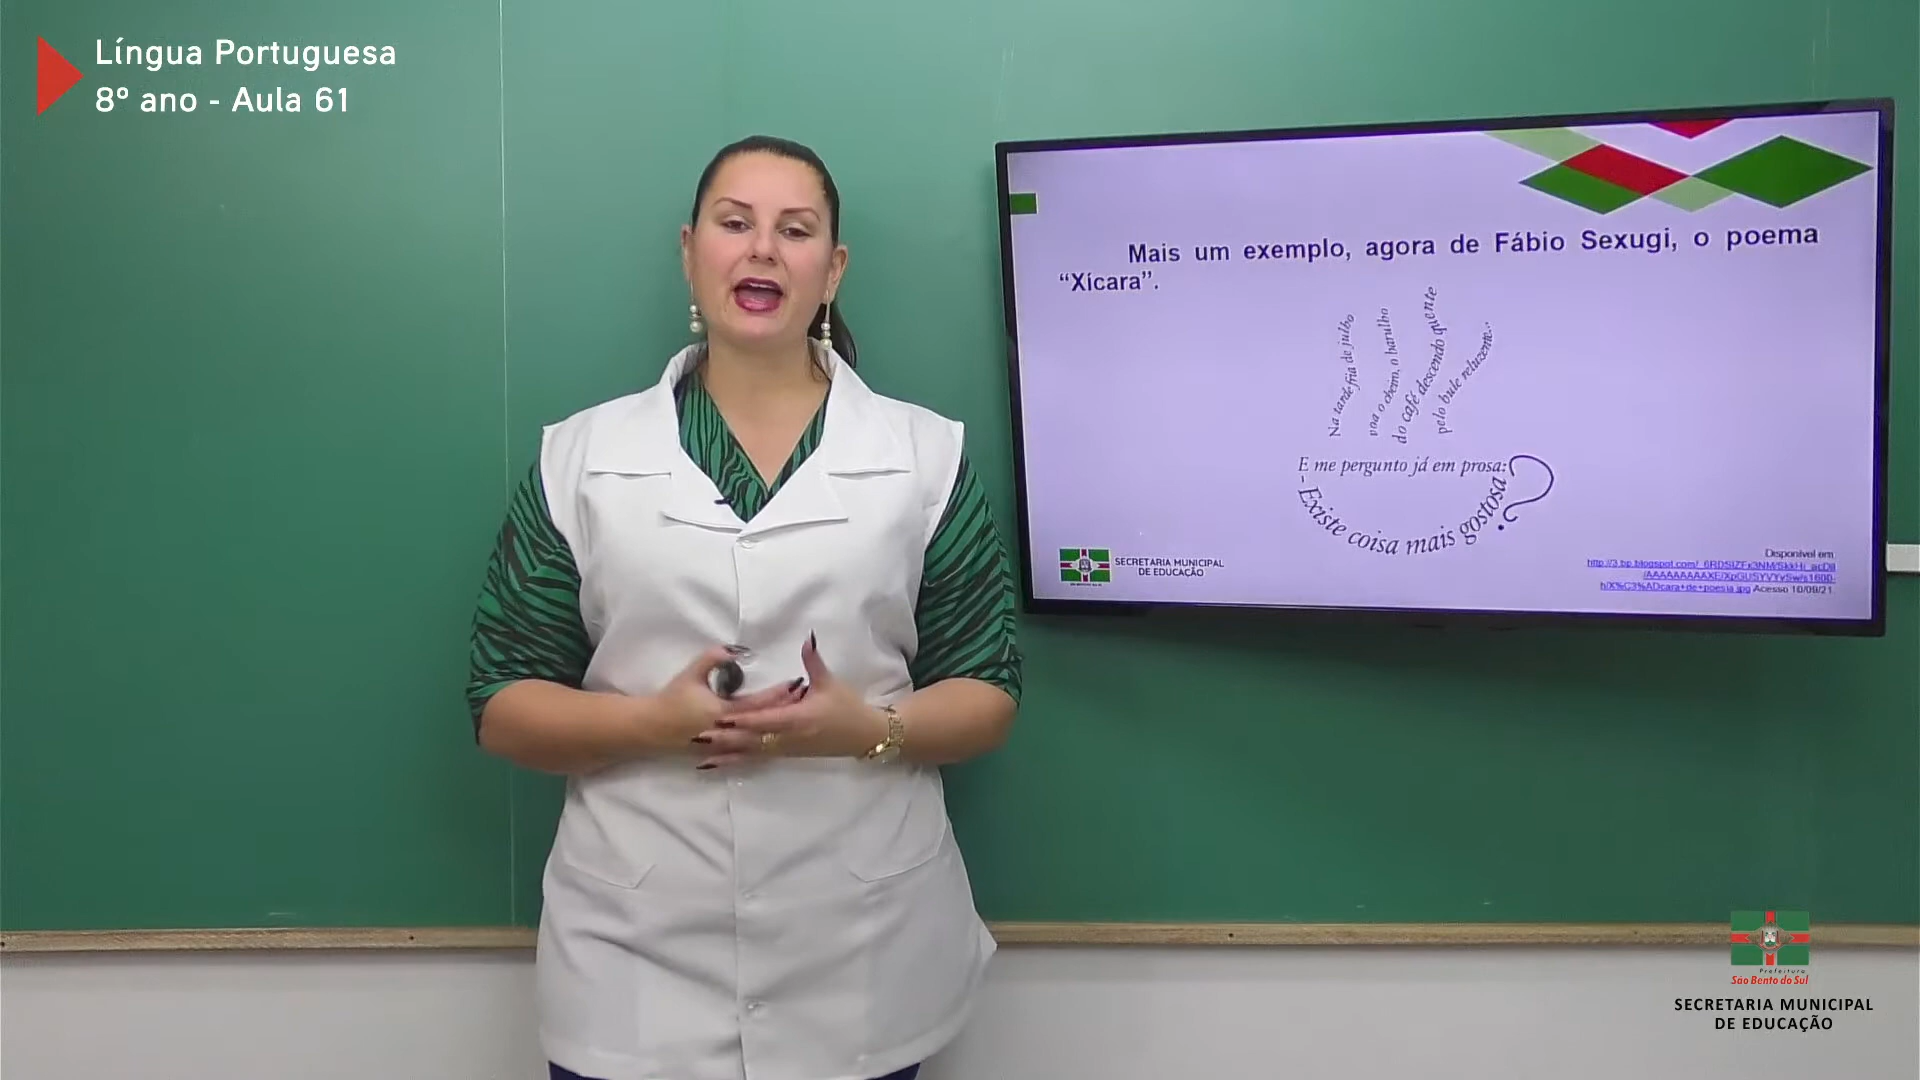 Língua Portuguesa
8º ano - Aula 61
Mais um exemplo, agora de Fábio Sexugi, o poema
“Xícara”.
Na tarde fria de julho
voa o cheiro, o barulho
do café descendo quente
pelo bule reluzente...
E me pergunto já em prosa:
- Existe coisa mais gostosa?
SECRETARIA MUNICIPAL
DE EDUCAÇÃO
Disponível em:
Acesso 10/09/21.
Prefeitura
São Bento do Sul
SECRETARIA MUNICIPAL
DE EDUCAÇÃO